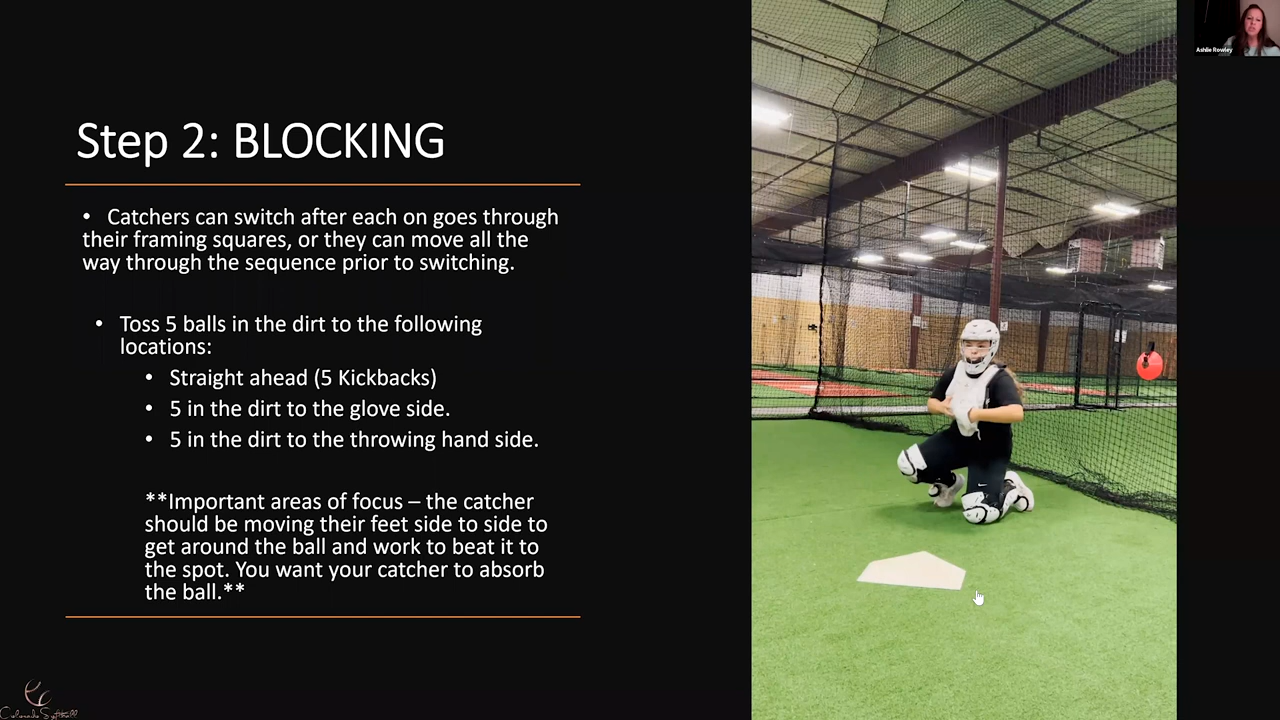 Ashlie Rowley
Step 2: BLOCKING
• Catchers can switch after each on goes through
their framing squares, or they can move all the
way through the sequence prior to switching.
• Toss 5 balls in the dirt to the following
locations:
• Straight ahead (5 Kickbacks)
• 5 in the dirt to the glove side.
• 5 in the dirt to the throwing hand side.
**Important areas of focus – the catcher
should be moving their feet side to side to
get around the ball and work to beat it to
the spot. You want your catcher to absorb
the ball.**
Colorado Softball